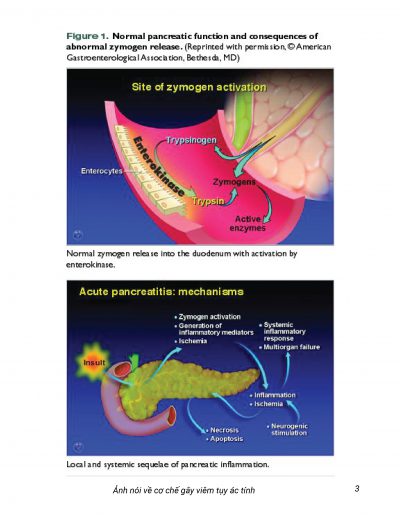 Figure 1. Normal pancreatic function and consequences of
abnormal zymogen release. (Reprinted with permission, © American
Gastroenterological Association, Bethesda, MD)
Site of zymogen activation
Trypsinogen
Enterocytes
Enterokinase
Zymogens
Trypsin
Active
enzymes
Normal zymogen release into the duodenum with activation by
enterokinase.
Acute pancreatitis: mechanisms
• Zymogen activation
• Generation of
inflammatory mediators
• Ischemia
• Systemic
inflammatory
response
• Multiorgan failure
Insult
• Inflammation
• Ischemia
• Necrosis
• Apoptosis
• Neurogenic
stimulation
Local and systemic sequelae of pancreatic inflammation.
Ảnh nói về cơ chế gây viêm tụy ác tính
3